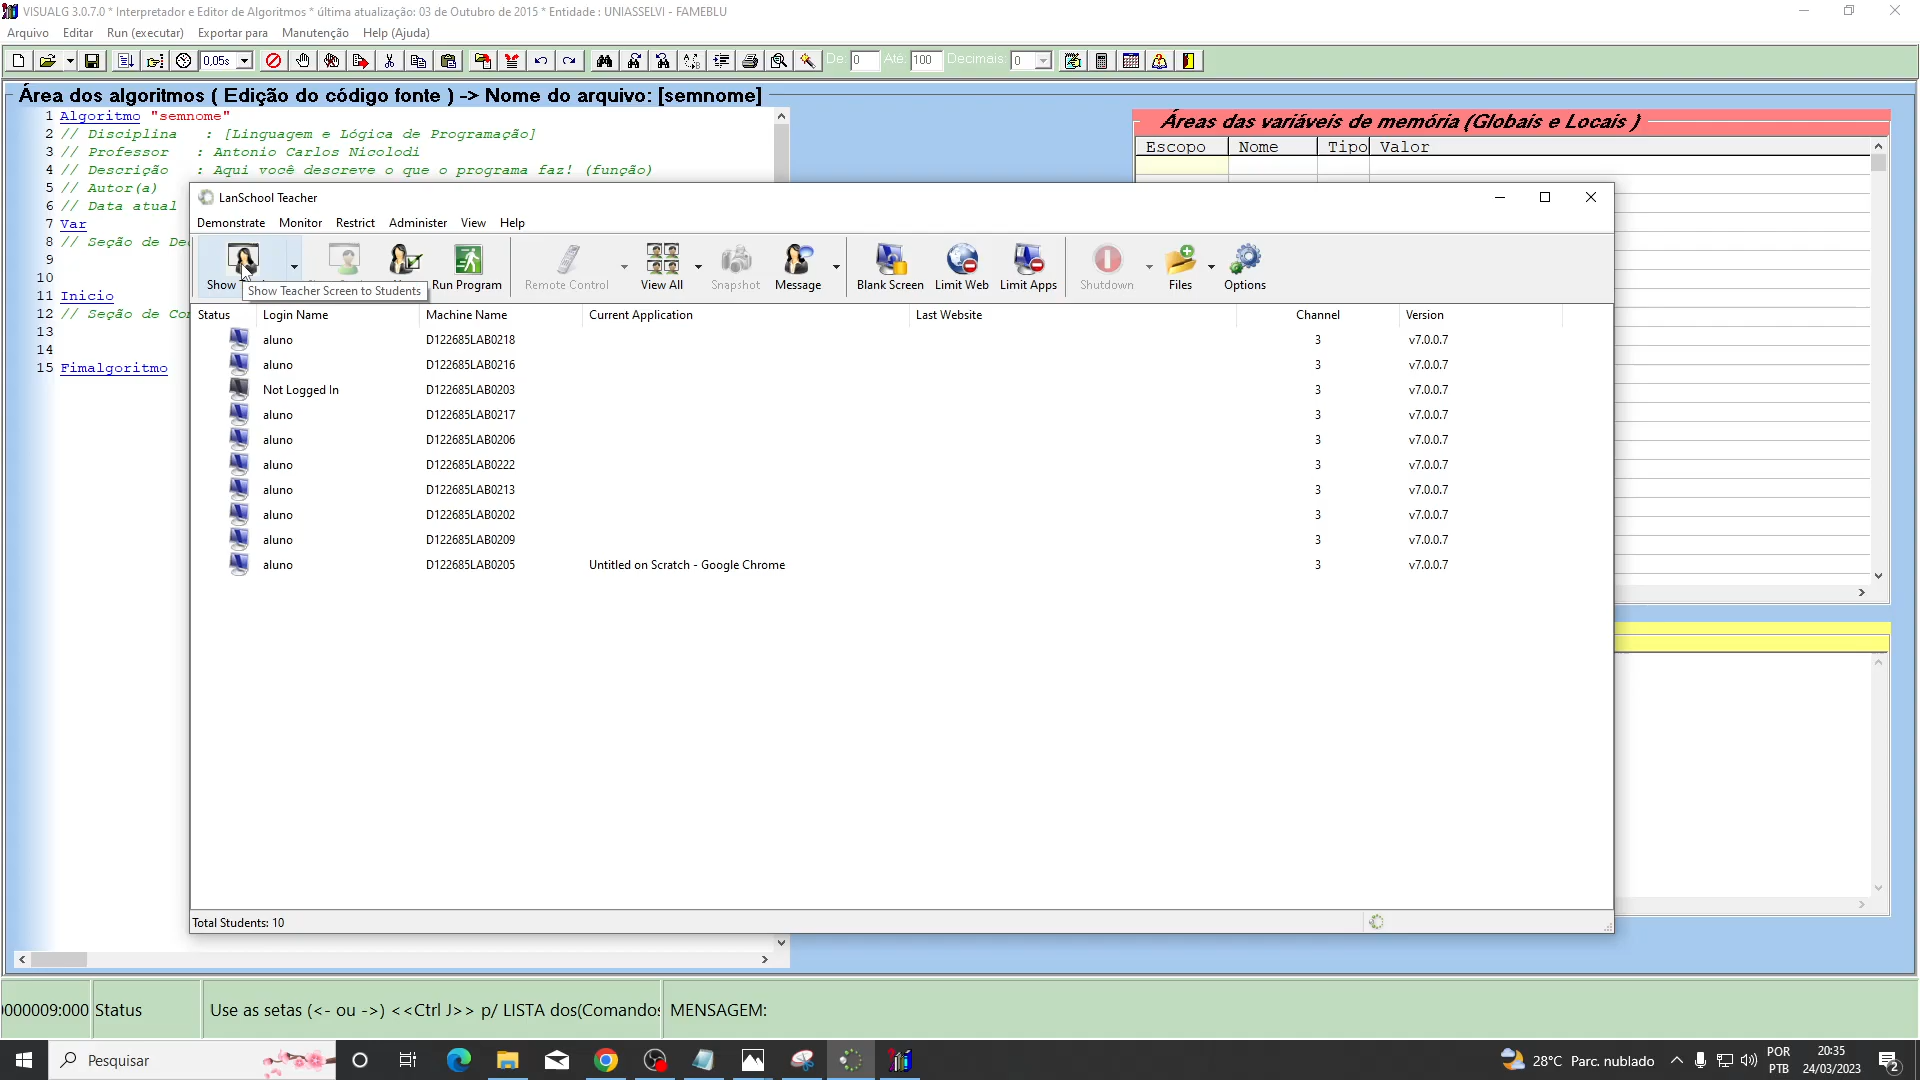 VISUALG 3.0.7.0 * Interpretador e Editor de Algoritmos * última atualização: 03 de Outubro de 2015 * Entidade : UNIASSELVI - FAMEBLU
Arquivo Editar Run (executar) Exportar para Manutenção Help (Ajuda)
0,05s De: 0 Até: 100 Decimais: 0
Área dos algoritmos ( Edição do código fonte ) -> Nome do arquivo: [semnome]
1 Algoritmo "semnome"
2 // Disciplina : [Linguagem e Lógica de Programação]
3 // Professor : Antonio Carlos Nicolodi
4 // Descrição : Aqui você descreve o que o programa faz! (função)
5 // Autor(a)
6 // Data atual
7 Var
8 // Seção de
9
10
11 Inicio
12 // Seção de
13
14
15 Fimalgoritmo
Áreas das variáveis de memória (Globais e Locais )
Escopo Nome Tipo Valor
LanSchool Teacher
Demonstrate Monitor Restrict Administer View Help
Show Run Program Remote Control View All Snapshot Message Blank Screen Limit Web Limit Apps Shutdown Files Options
Show Teacher Screen to Students
Status Login Name Machine Name Current Application Last Website Channel Version
aluno D122685LAB0218 3 v7.0.0.7
aluno D122685LAB0216 3 v7.0.0.7
Not Logged In D122685LAB0203 3 v7.0.0.7
aluno D122685LAB0217 3 v7.0.0.7
aluno D122685LAB0206 3 v7.0.0.7
aluno D122685LAB0222 3 v7.0.0.7
aluno D122685LAB0213 3 v7.0.0.7
aluno D122685LAB0202 3 v7.0.0.7
aluno D122685LAB0209 3 v7.0.0.7
aluno D122685LAB0205 Untitled on Scratch - Google Chrome 3 v7.0.0.7
Total Students: 10
000009:000 Status Use as setas (<- ou ->) <<Ctrl J>> p/ LISTA dos(Comandos MENSAGEM:
Pesquisar
28°C Parc. nublado
POR
PTB
20:35
24/03/2023
2